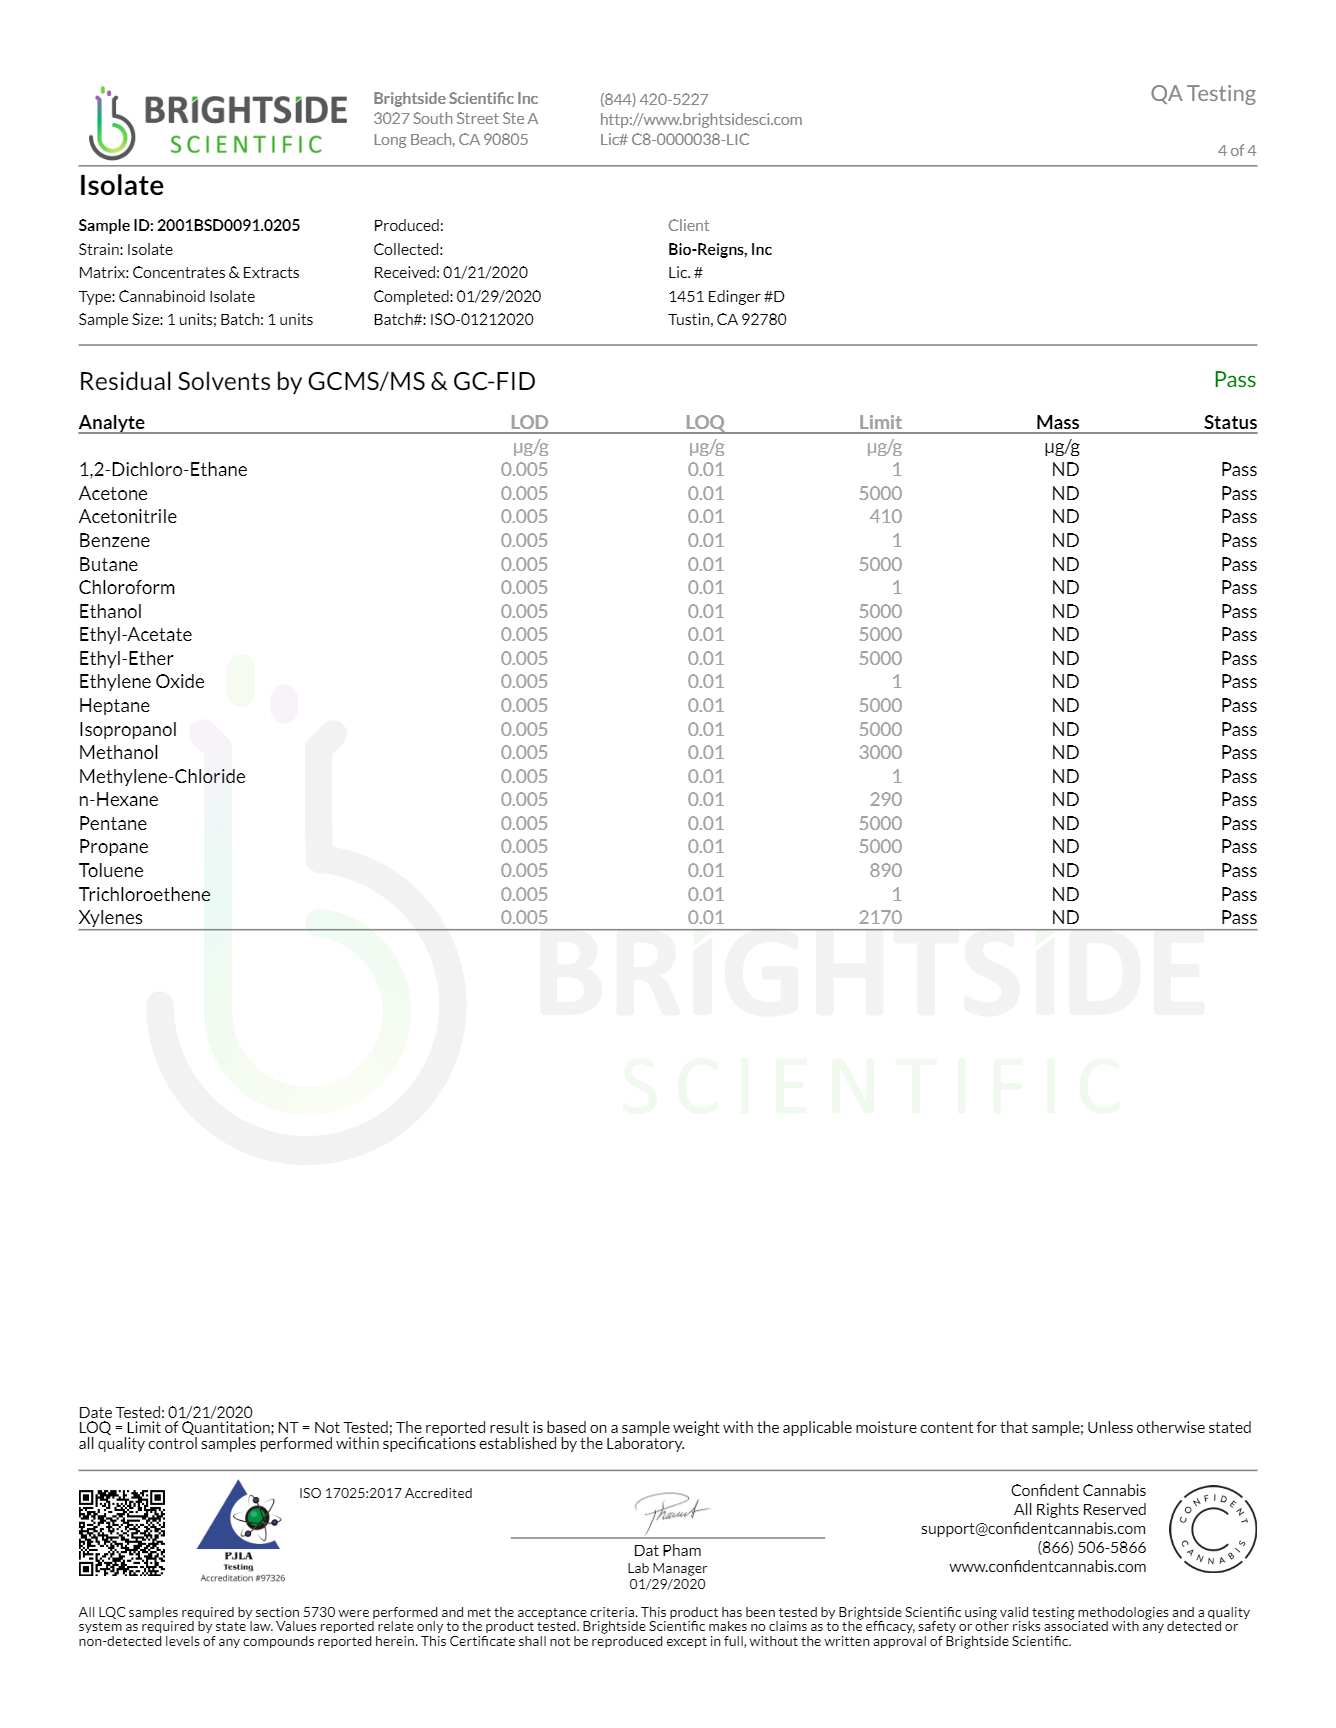 BRIGHTSIDE
SCIENTIFIC
Brightside Scientific Inc
3027 South Street Ste A
Long Beach, CA 90805
(844) 420-5227
http://www.brightsidesci.com
Lic# C8-0000038-LIC
QA Testing
4 of 4
Isolate
Sample ID: 2001BSD0091.0205
Strain: Isolate
Matrix: Concentrates & Extracts
Type: Cannabinoid Isolate
Sample Size: 1 units; Batch: 1 units
Produced:
Collected:
Received: 01/21/2020
Completed: 01/29/2020
Batch#: ISO-01212020
Client
Bio-Reigns, Inc
Lic. #
1451 Edinger #D
Tustin, CA 92780
Residual Solvents by GCMS/MS & GC-FID Pass
Analyte LOD LOQ Limit Mass Status
µg/g µg/g µg/g µg/g
1,2-Dichloro-Ethane 0.005 0.01 1 ND Pass
Acetone 0.005 0.01 5000 ND Pass
Acetonitrile 0.005 0.01 410 ND Pass
Benzene 0.005 0.01 1 ND Pass
Butane 0.005 0.01 5000 ND Pass
Chloroform 0.005 0.01 1 ND Pass
Ethanol 0.005 0.01 5000 ND Pass
Ethyl-Acetate 0.005 0.01 5000 ND Pass
Ethyl-Ether 0.005 0.01 5000 ND Pass
Ethylene Oxide 0.005 0.01 1 ND Pass
Heptane 0.005 0.01 5000 ND Pass
Isopropanol 0.005 0.01 5000 ND Pass
Methanol 0.005 0.01 3000 ND Pass
Methylene-Chloride 0.005 0.01 1 ND Pass
n-Hexane 0.005 0.01 290 ND Pass
Pentane 0.005 0.01 5000 ND Pass
Propane 0.005 0.01 5000 ND Pass
Toluene 0.005 0.01 890 ND Pass
Trichloroethene 0.005 0.01 1 ND Pass
Xylenes 0.005 0.01 2170 ND Pass
BRIGHTSIDE
SCIENTIFIC
Date Tested: 01/21/2020
LOQ = Limit of Quantitation; NT = Not Tested; The reported result is based on a sample weight with the applicable moisture content for that sample; Unless otherwise stated
all quality control samples performed within specifications established by the Laboratory.
PJLA
Testing
Accreditation #97326
ISO 17025:2017 Accredited
Dat Pham
Lab Manager
01/29/2020
Confident Cannabis
All Rights Reserved
support@confidentcannabis.com
(866) 506-5866
www.confidentcannabis.com
CONFIDENT
CANNABIS
All LQC samples required by section 5730 were performed and met the acceptance criteria. This product has been tested by Brightside Scientific using valid testing methodologies and a quality
system as required by state law. Values reported relate only to the product tested. Brightside Scientific makes no claims as to the efficacy, safety or other risks associated with any detected or
non-detected levels of any compounds reported herein. This Certificate shall not be reproduced except in full, without the written approval of Brightside Scientific.